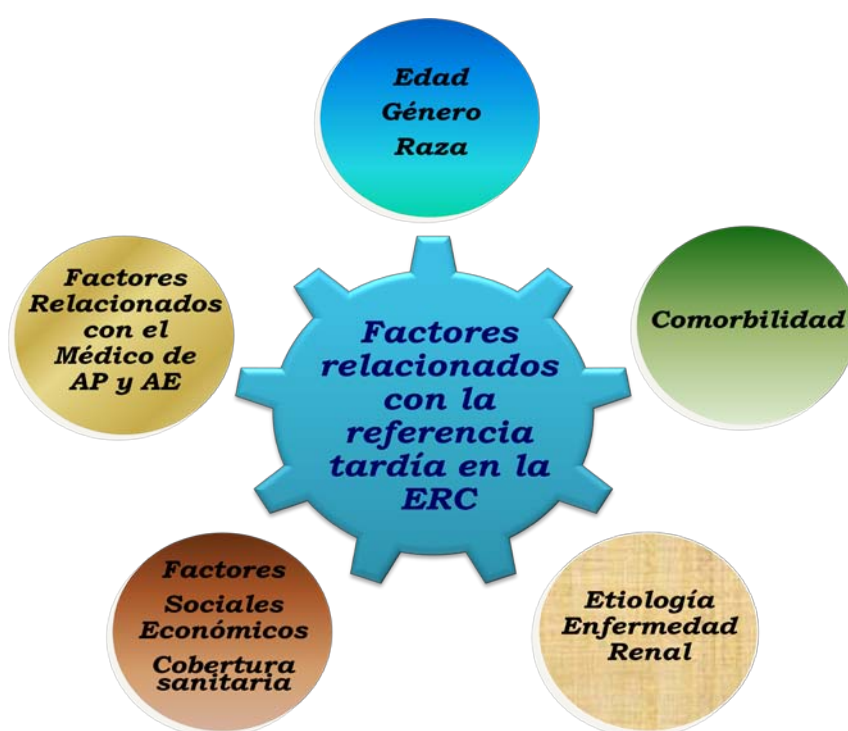 Edad
Género
Raza
Factores
Relacionados
con el
Médico de
AP y AE
Comorbilidad
Factores
relacionados
con la
referencia
tardía en la
ERC
Factores
Sociales
Económicos
Cobertura
sanitaria
Etiología
Enfermedad
Renal